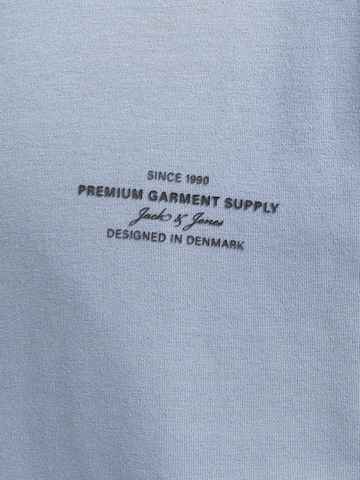 SINCE 1990
PREMIUM GARMENT SUPPLY
Jack & Jones
DESIGNED IN DENMARK